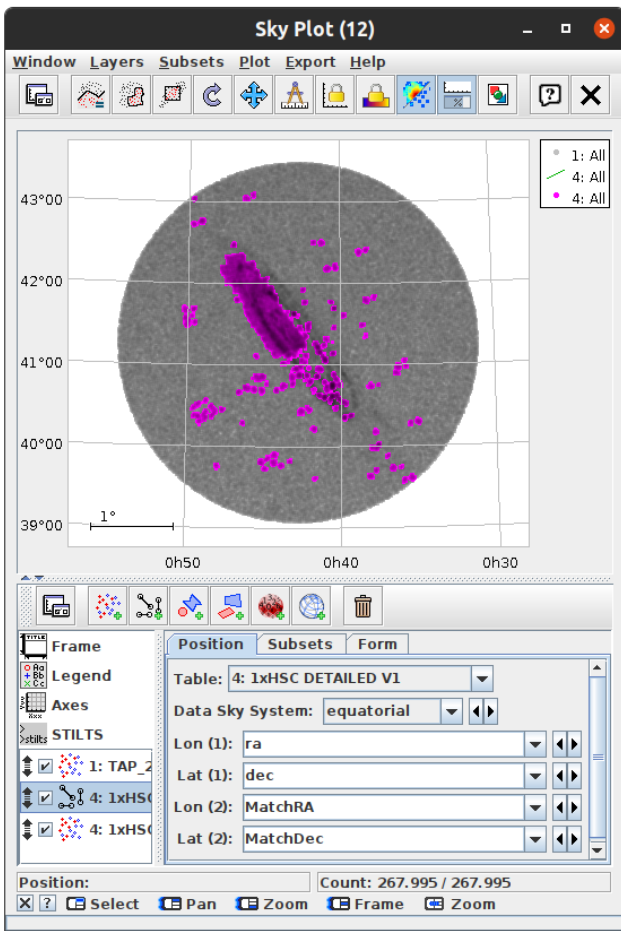 Sky Plot (12)
Window Layers Subsets Plot Export Help
1: All
4: All
4: All
43°00
42°00
41°00
40°00
39°00
1°
0h50 0h40 0h30
Frame
Legend
Axes
STILTS
1: TAP_2
4: 1xHSC
4: 1xHSC
Position Subsets Form
Table: 4: 1xHSC DETAILED V1
Data Sky System: equatorial
Lon (1): ra
Lat (1): dec
Lon (2): MatchRA
Lat (2): MatchDec
Position: Count: 267.995 / 267.995
Select Pan Zoom Frame Zoom